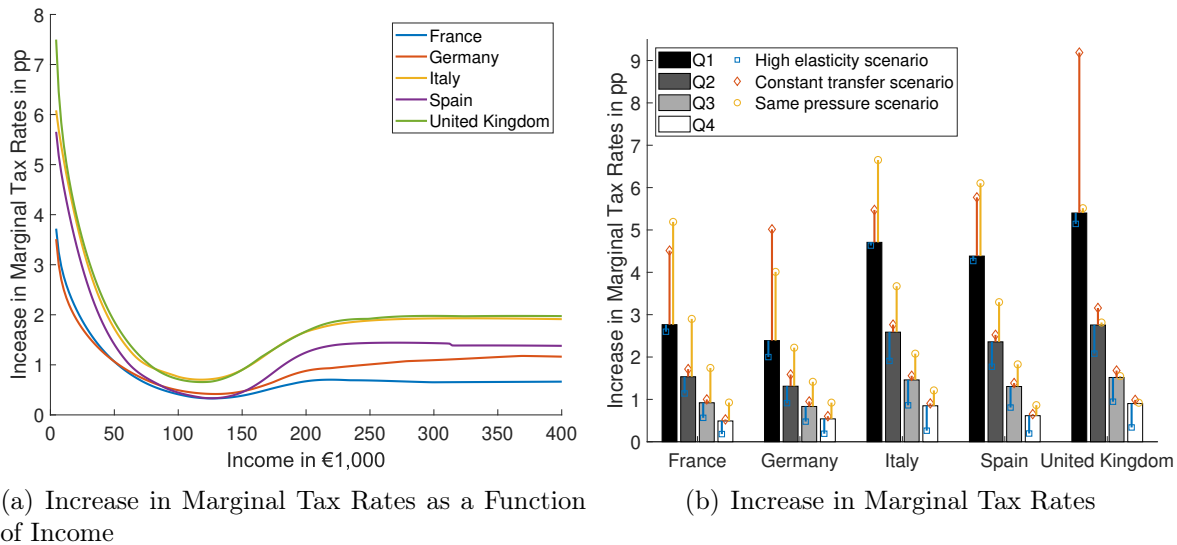 8
7
6
5
4
3
2
1
0
Increase in Marginal Tax Rates in pp
France
Germany
Italy
Spain
United Kingdom
0 50 100 150 200 250 300 350 400
Income in €1,000
(a) Increase in Marginal Tax Rates as a Function
of Income
9
8
7
6
5
4
3
2
1
0
Increase in Marginal Tax Rates in pp
Q1 High elasticity scenario
Q2 Constant transfer scenario
Q3 Same pressure scenario
Q4
France Germany Italy Spain United Kingdom
(b) Increase in Marginal Tax Rates